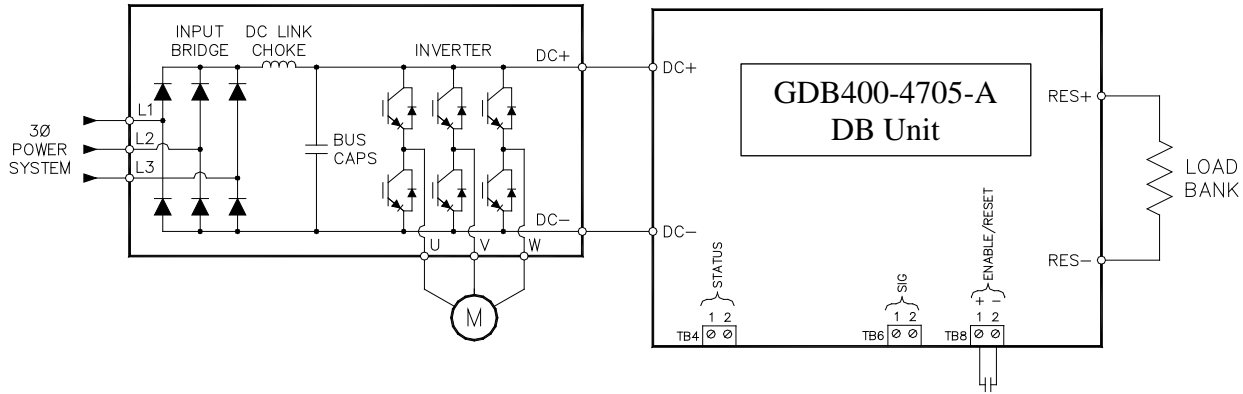 INPUT
BRIDGE
DC LINK
CHOKE
INVERTER
DC+
DC+
GDB400-4705-A
DB Unit
RES+
L1
L2
L3
3Ø
POWER
SYSTEM
BUS
CAPS
LOAD
BANK
DC−
DC−
U
V
W
M
RES−
STATUS
1 2
TB4
SIG
1 2
TB6
ENABLE/RESET
+ −
1 2
TB8